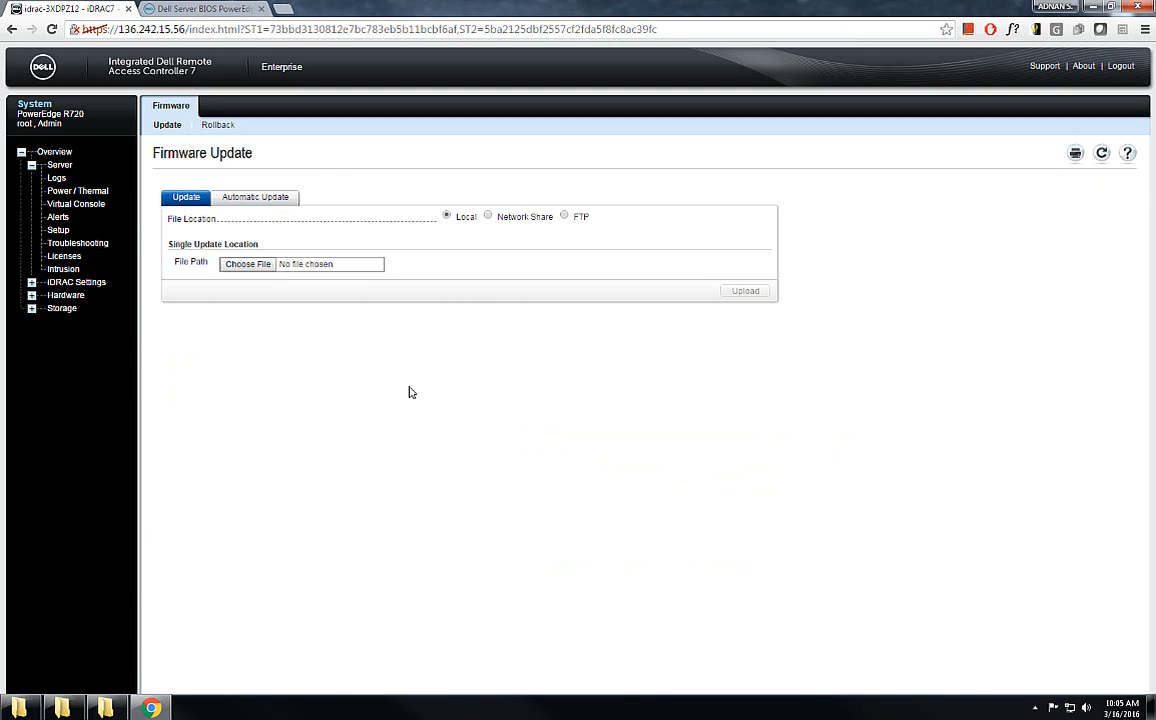 idrac-3XDPZ12 - iDRAC7 -
Dell Server BIOS PowerEd
ADNAN S.
https://136.242.15.56/index.html?ST1=73bbd3130812e7bc783eb5b11bcbf6af,ST2=5ba2125dbf2557cf2fda5f8fc8ac39fc
DELL
Integrated Dell Remote
Access Controller 7
Enterprise
Support | About | Logout
System
PowerEdge R720
root , Admin
Overview
Server
Logs
Power / Thermal
Virtual Console
Alerts
Setup
Troubleshooting
Licenses
Intrusion
iDRAC Settings
Hardware
Storage
Firmware
Update
Rollback
Firmware Update
Update
Automatic Update
File Location
Local
Network Share
FTP
Single Update Location
File Path
Choose File
No file chosen
Upload
10:05 AM
3/16/2016